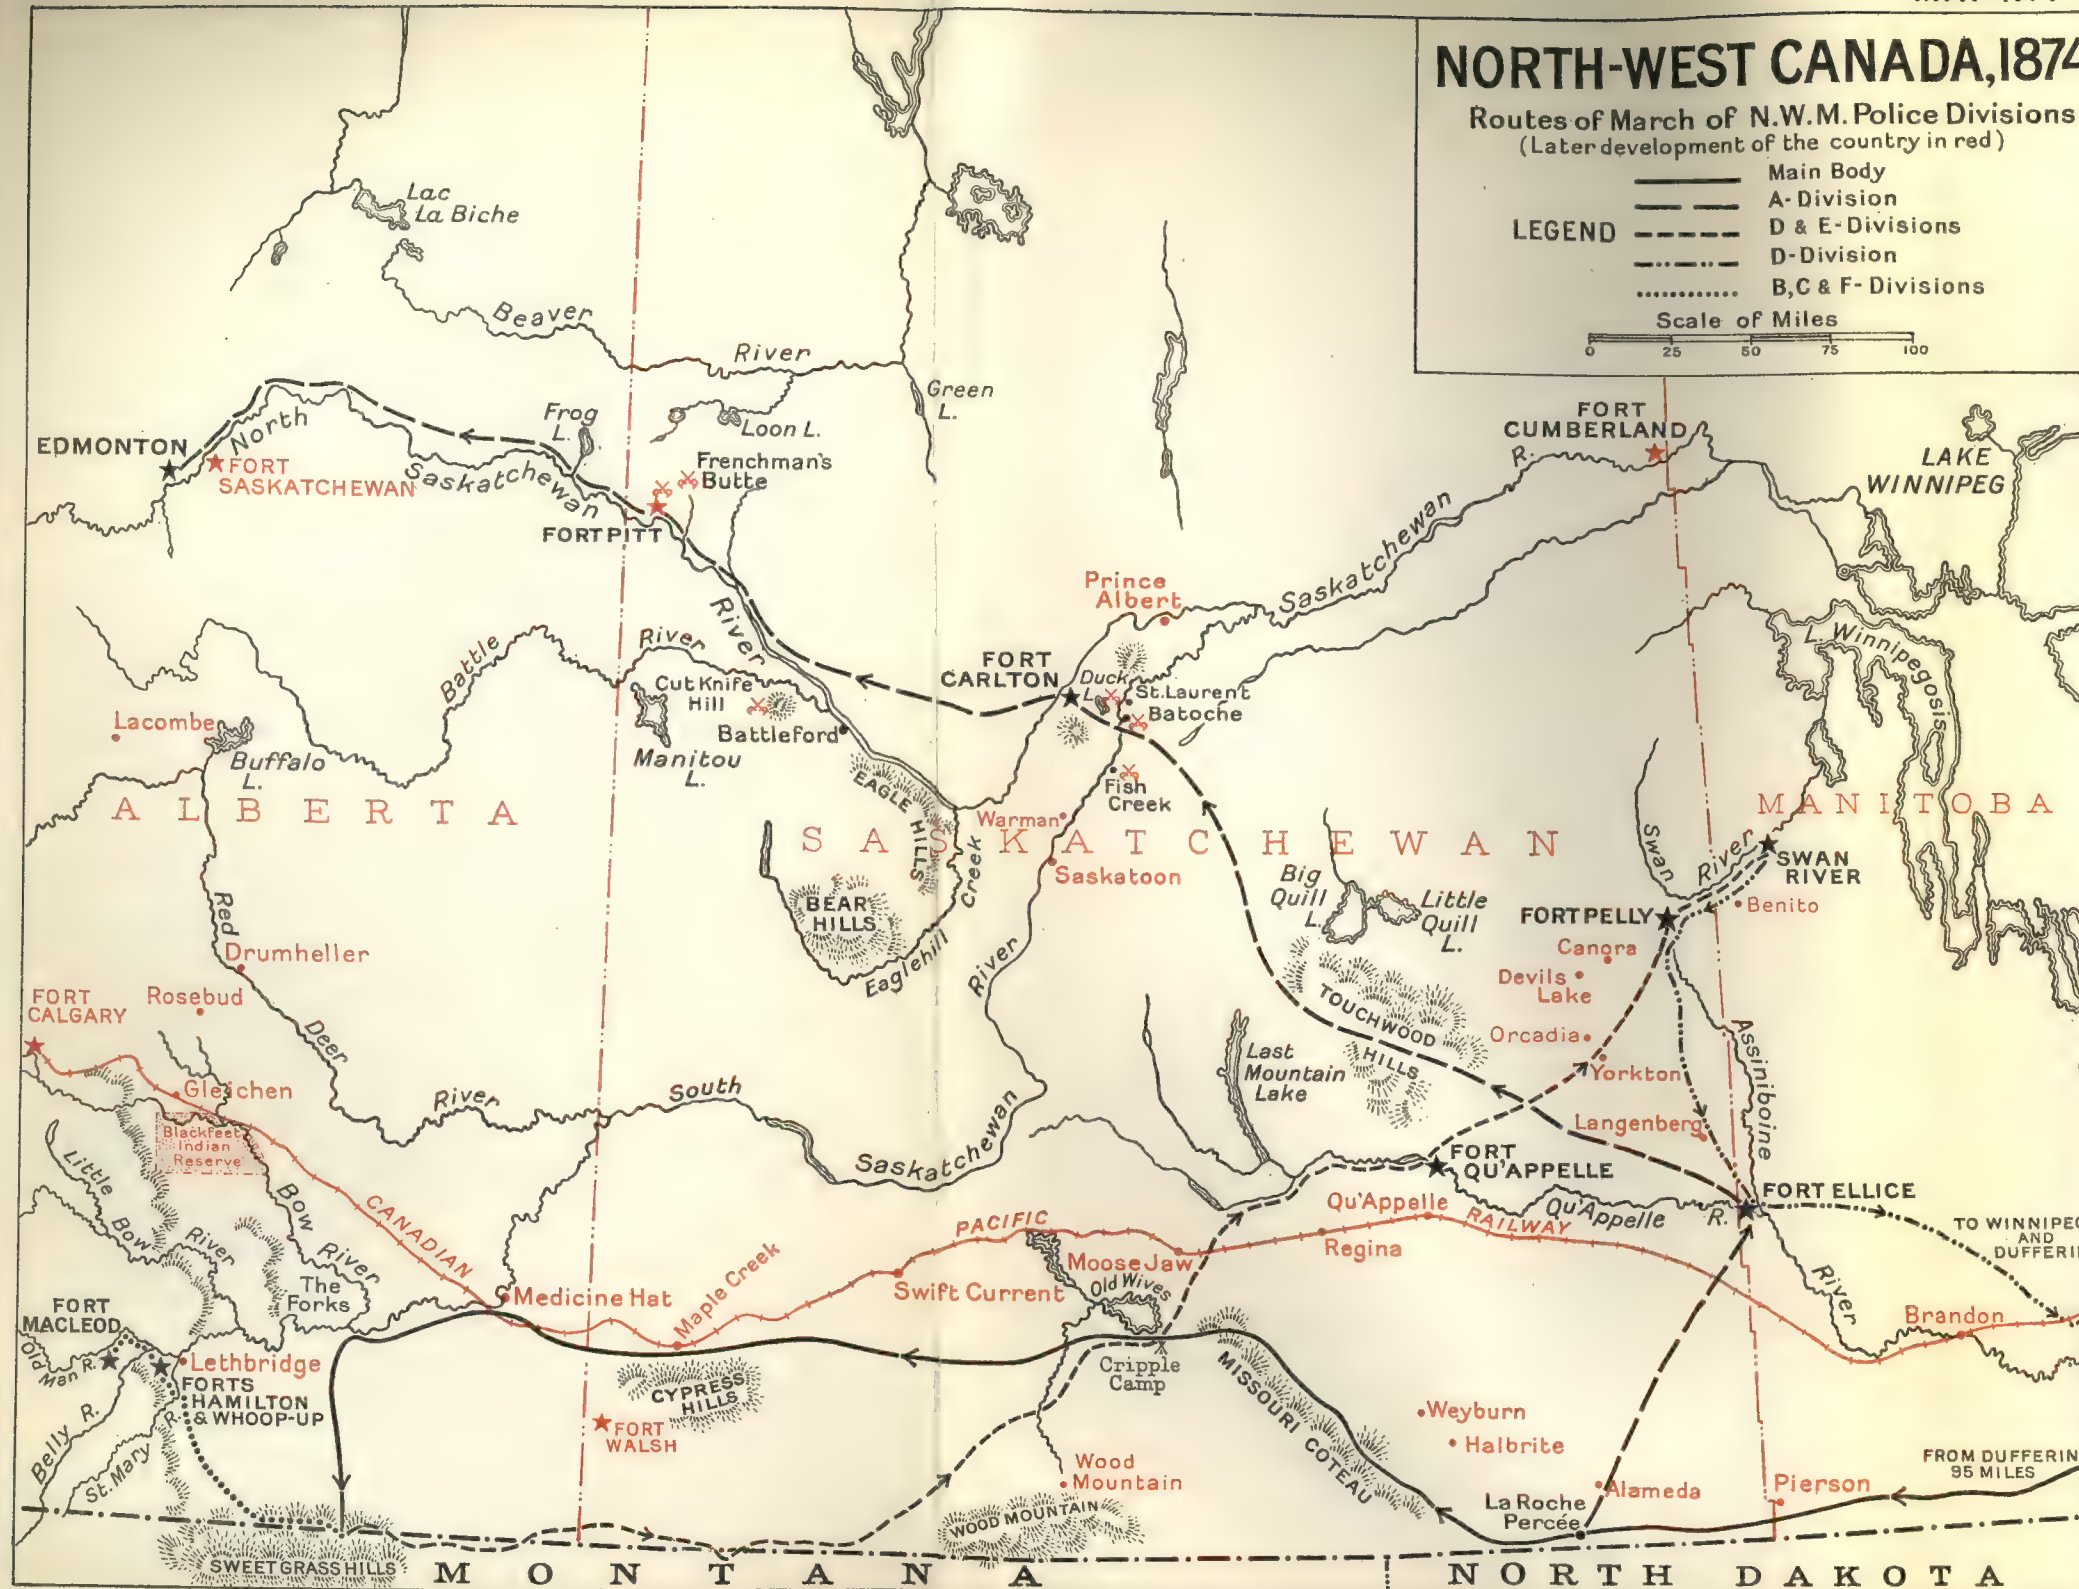 NORTH-WEST CANADA, 1874
Routes of March of N.W.M. Police Divisions
(Later development of the country in red)
LEGEND
Main Body
A-Division
D & E-Divisions
D-Division
B, C & F-Divisions
Scale of Miles
0 25 50 75 100
Lac
La Biche
Beaver
River
Green
L.
Frog
L.
Loon L.
Frenchman's
Butte
EDMONTON
North
Saskatchewan
River
FORT
SASKATCHEWAN
FORT PITT
FORT
CUMBERLAND
R.
Saskatchewan
LAKE
WINNIPEG
L. Winnipegosis
Prince
Albert
FORT
CARLTON
Duck
L.
St. Laurent
Batoche
Fish
Creek
Battle
River
Cut Knife
Hill
Battleford
Manitou
L.
Lacombe
Buffalo
L.
ALBERTA
SASKATCHEWAN
MANITOBA
EAGLE HILLS
Warman
Saskatoon
Creek
Eaglehill
BEAR
HILLS
River
Big
Quill
L.
Little
Quill
L.
Swan
River
SWAN
RIVER
FORT PELLY
Benito
Canora
Devils
Lake
Orcadia
Yorkton
Langenberg
Assiniboine
TOUCHWOOD
HILLS
Last
Mountain
Lake
Red
Deer
River
Drumheller
Rosebud
FORT
CALGARY
Gleichen
Blackfeet
Indian
Reserve
South
Saskatchewan
FORT
QU'APPELLE
Qu'Appelle
R.
FORT ELLICE
TO WINNIPEG
AND
DUFFERI
Little
Bow
River
Bow
River
The
Forks
CANADIAN
PACIFIC
RAILWAY
Qu'Appelle
Regina
Moose Jaw
Old Wives
Swift Current
Maple Creek
Medicine Hat
River
Brandon
FORT
MACLEOD
Old
Man R.
Lethbridge
FORTS
HAMILTON
& WHOOP-UP
Belly R.
St. Mary
R.
CYPRESS
HILLS
FORT
WALSH
Cripple
Camp
MISSOURI COTEAU
Weyburn
Halbrite
Wood
Mountain
WOOD MOUNTAIN
La Roche
Percée
Alameda
Pierson
FROM DUFFERIN
95 MILES
SWEET GRASS HILLS
MONTANA
NORTH DAKOTA